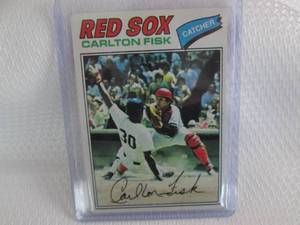 RED SOX
CARLTON FISK
CATCHER
30
Carlton Fisk